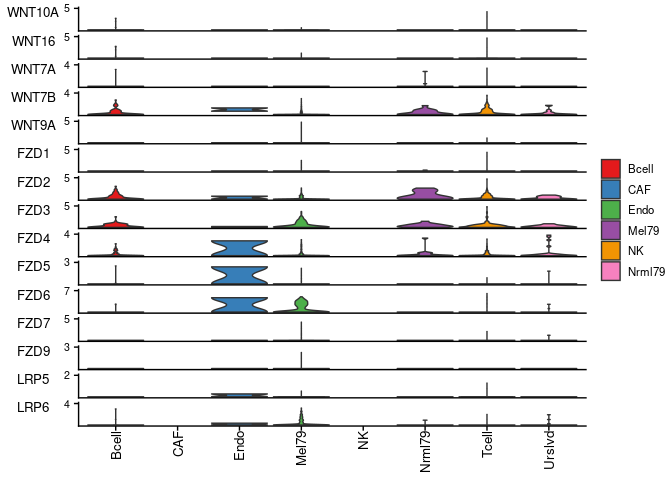 WNT10A 5
WNT16 5
WNT7A 4
WNT7B 4
WNT9A 5
FZD1 5
FZD2 5
FZD3 5
FZD4 4
FZD5 3
FZD6 7
FZD7 5
FZD9 3
LRP5 2
LRP6 4
Bcell
CAF
Endo
Mel79
NK
Nrml79
Tcell
Urslvd
Bcell
CAF
Endo
Mel79
NK
Nrml79